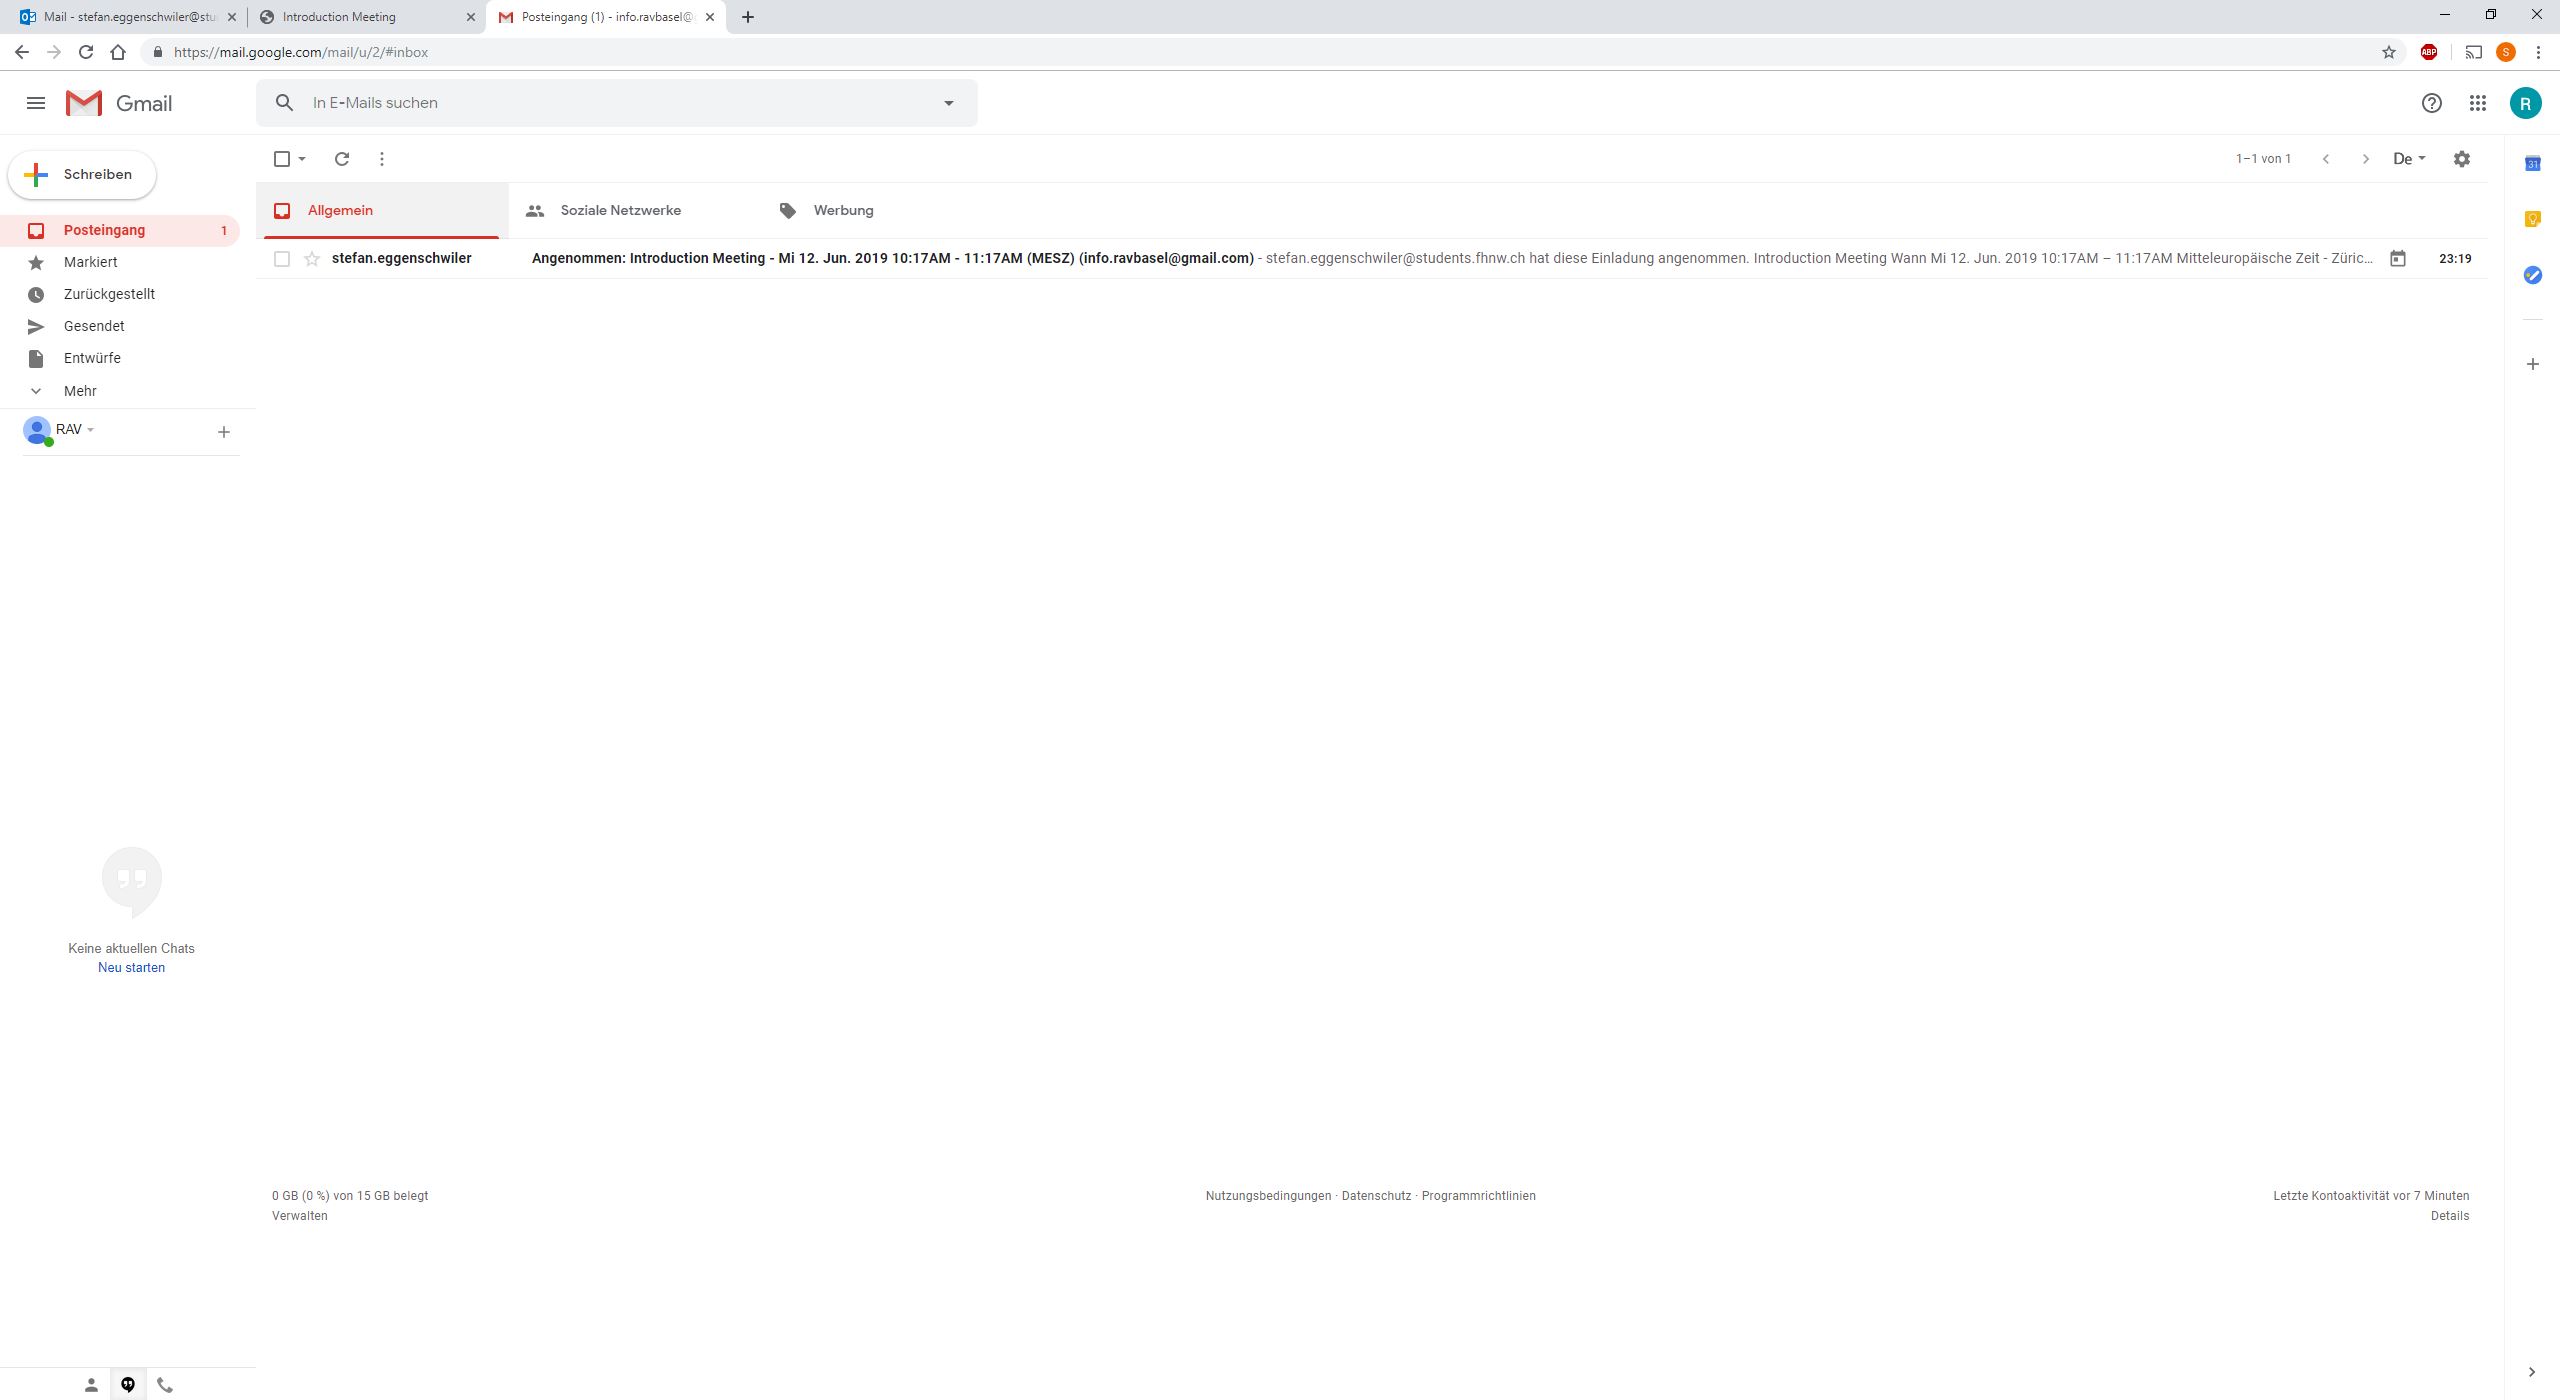 Mail - stefan.eggenschwiler@stu
Introduction Meeting
Posteingang (1) - info.ravbasel@
https://mail.google.com/mail/u/2/#inbox
ABP
S
Gmail
In E-Mails suchen
R
Schreiben
1–1 von 1
De
31
Allgemein
Soziale Netzwerke
Werbung
Posteingang 1
stefan.eggenschwiler Angenommen: Introduction Meeting - Mi 12. Jun. 2019 10:17AM - 11:17AM (MESZ) (info.ravbasel@gmail.com) - stefan.eggenschwiler@students.fhnw.ch hat diese Einladung angenommen. Introduction Meeting Wann Mi 12. Jun. 2019 10:17AM – 11:17AM Mitteleuropäische Zeit - Züric... 23:19
Markiert
Zurückgestellt
Gesendet
Entwürfe
Mehr
RAV
Keine aktuellen Chats
Neu starten
0 GB (0 %) von 15 GB belegt
Verwalten
Nutzungsbedingungen · Datenschutz · Programmrichtlinien
Letzte Kontoaktivität vor 7 Minuten
Details